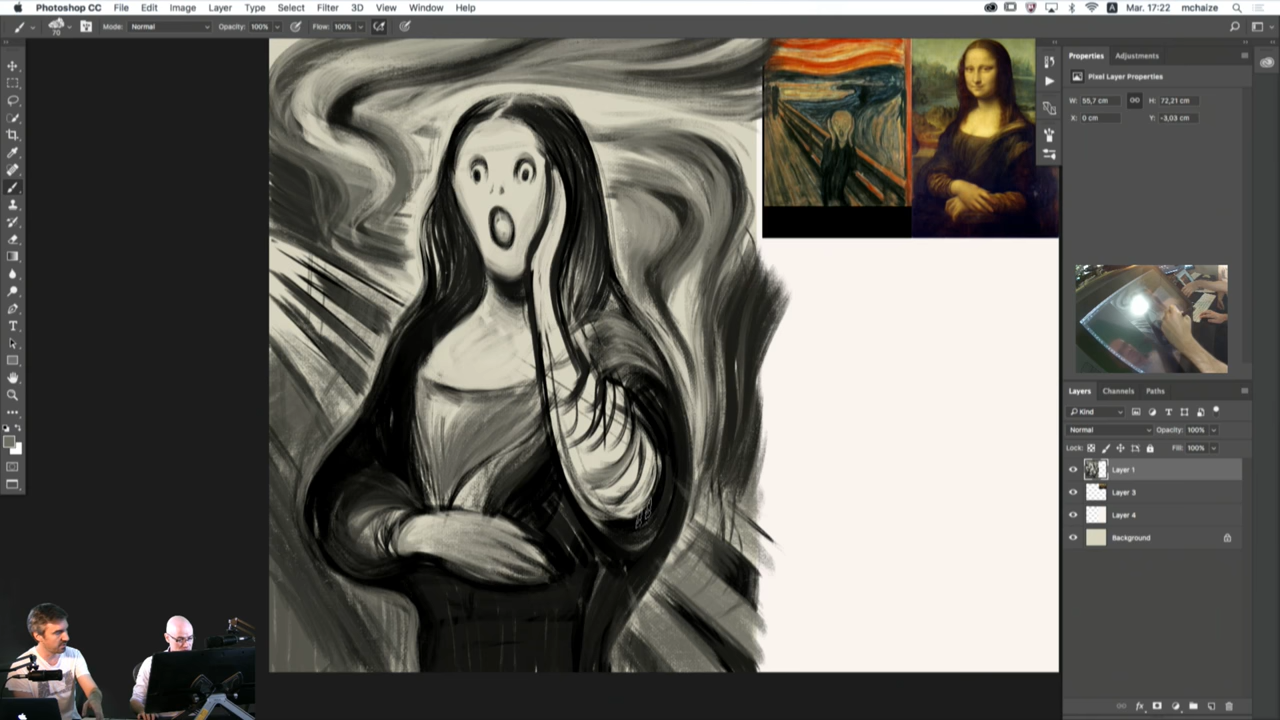 Photoshop CC File Edit Image Layer Type Select Filter 3D View Window Help
A Mar. 17:22 mchaize
70 Mode: Normal Opacity: 100% Flow: 100%
Properties Adjustments
Pixel Layer Properties
W: 55,7 cm H: 72,21 cm
X: 0 cm Y: -3,03 cm
Layers Channels Paths
Kind
Normal Opacity: 100%
Lock: Fill: 100%
Layer 1
Layer 3
Layer 4
Background
fx